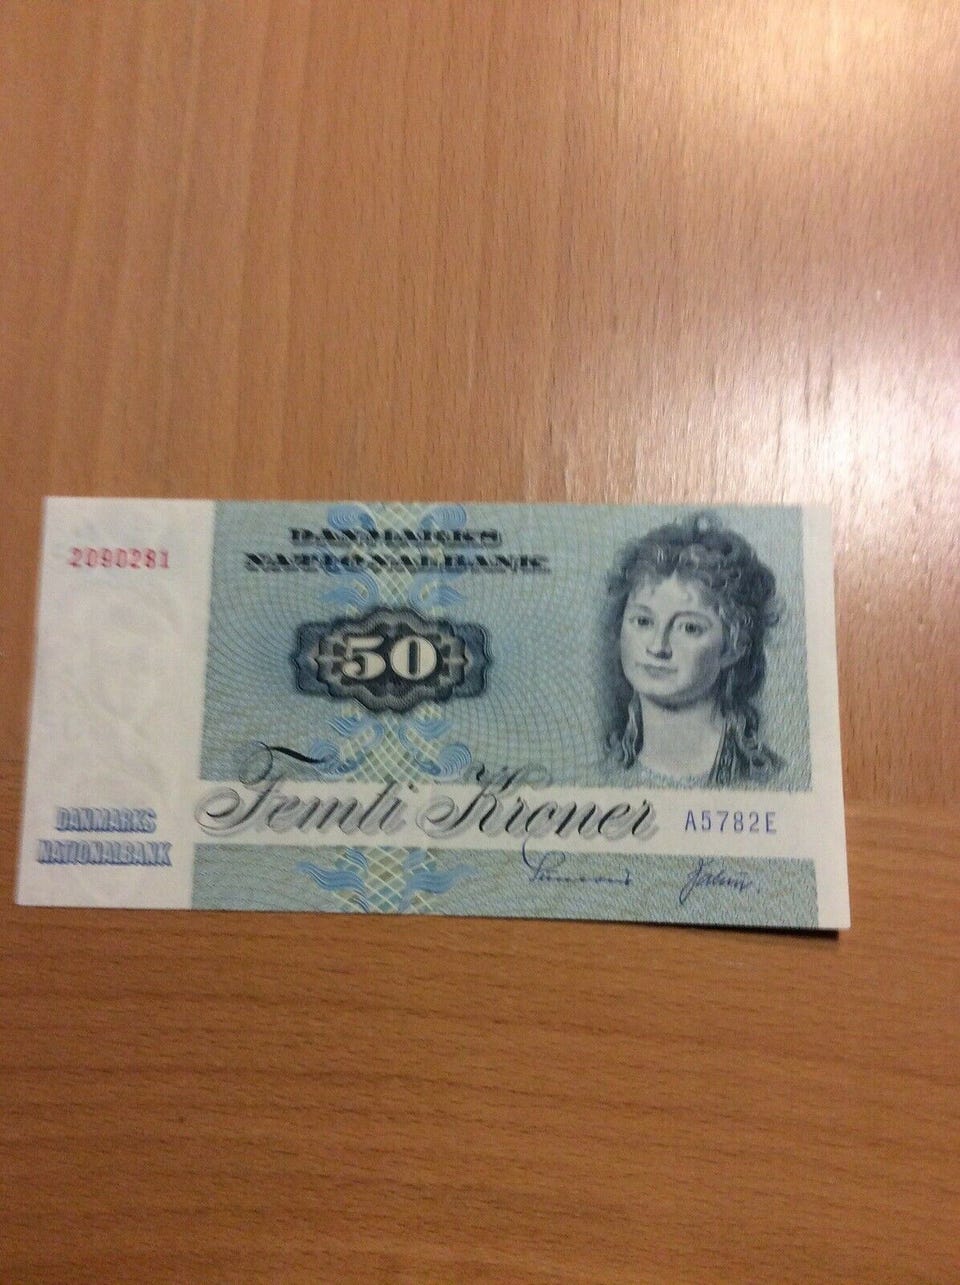 2090281
DANMARKS
NATIONALBANK
50
Femti Kroner
A5782E
DANMARKS
NATIONALBANK